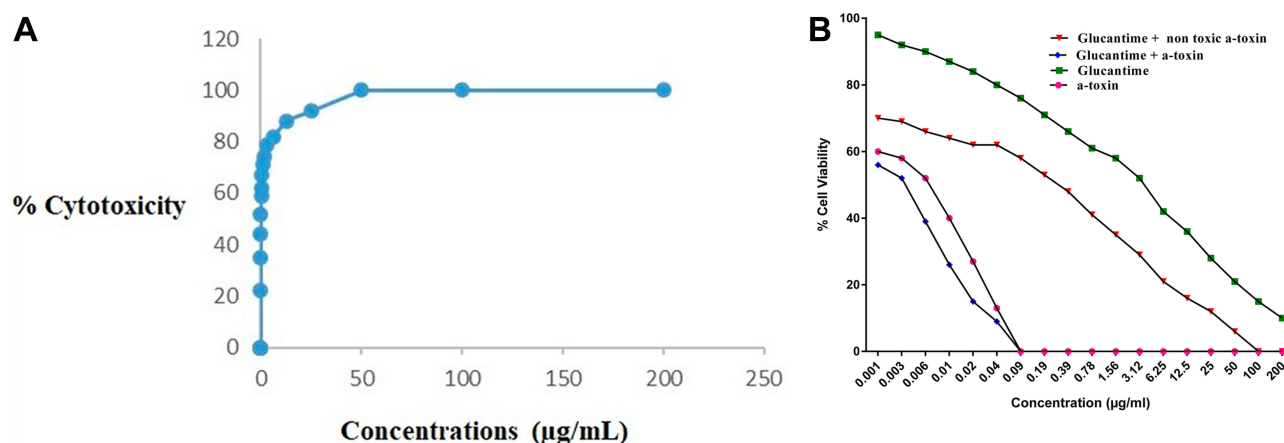 A
120
100
80
60
40
20
0
% Cytotoxicity
0 50 100 150 200 250
Concentrations (µg/mL)
B
100
80
60
40
20
0
% Cell Viability
Glucantime + non toxic a-toxin
Glucantime + a-toxin
Glucantime
a-toxin
0.001 0.003 0.006 0.01 0.02 0.04 0.09 0.19 0.39 0.78 1.56 3.12 6.25 12.5 25 50 100 200
Concentration (µg/ml)